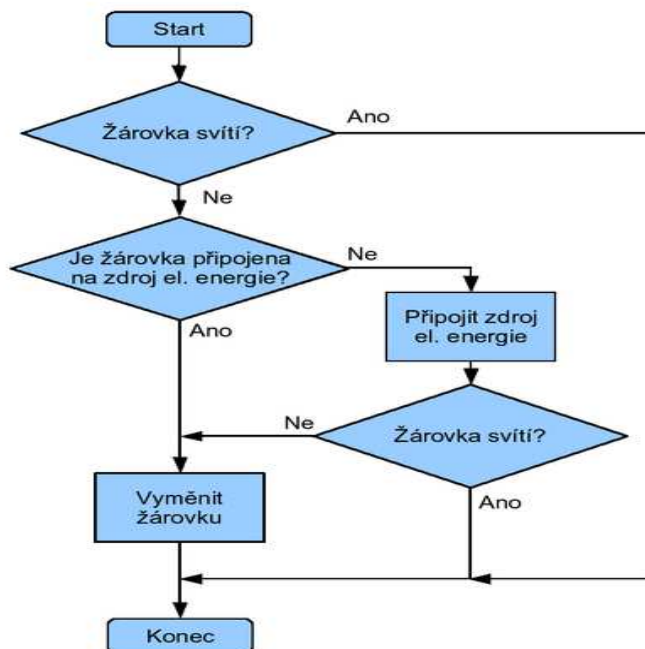 Start
Žárovka svítí?
Ano
Ne
Je žárovka připojena
na zdroj el. energie?
Ne
Ano
Připojit zdroj
el. energie
Ne
Žárovka svítí?
Vyměnit
žárovku
Ano
Konec